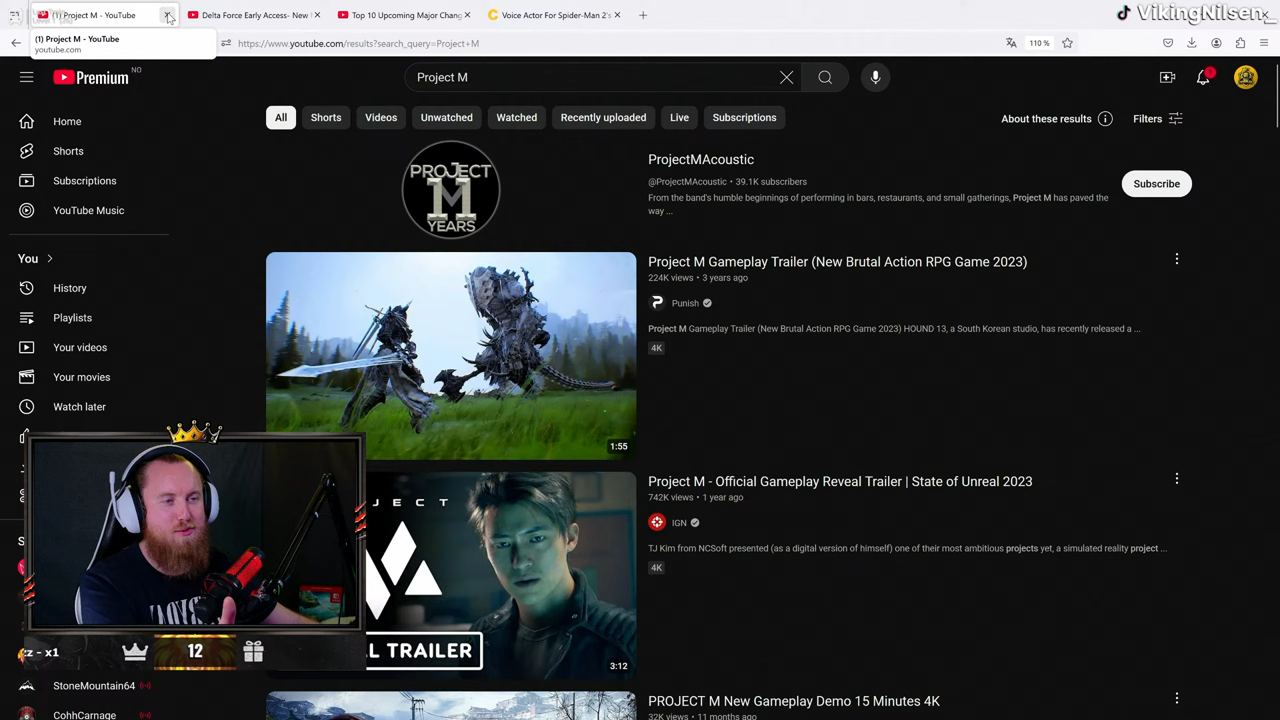 (1) Project M - YouTube
Delta Force Early Access- New
Top 10 Upcoming Major Chang
Voice Actor For Spider-Man 2's
VikingNilsen_
(1) Project M - YouTube
youtube.com
https://www.youtube.com/results?search_query=Project+M
110 %
Premium NO
Project M
All
Shorts
Videos
Unwatched
Watched
Recently uploaded
Live
Subscriptions
About these results
Filters
Home
Shorts
Subscriptions
YouTube Music
You
History
Playlists
Your videos
Your movies
Watch later
PROJECT
M
YEARS
ProjectMAcoustic
@ProjectMAcoustic • 39.1K subscribers
From the band's humble beginnings of performing in bars, restaurants, and small gatherings, Project M has paved the
way ...
Subscribe
Project M Gameplay Trailer (New Brutal Action RPG Game 2023)
224K views • 3 years ago
Punish
Project M Gameplay Trailer (New Brutal Action RPG Game 2023) HOUND 13, a South Korean studio, has recently released a ...
4K
1:55
JECT
L TRAILER
3:12
Project M - Official Gameplay Reveal Trailer | State of Unreal 2023
742K views • 1 year ago
IGN
TJ Kim from NCSoft presented (as a digital version of himself) one of their most ambitious projects yet, a simulated reality project ...
4K
z - x1
12
StoneMountain64
CohhCarnage
PROJECT M New Gameplay Demo 15 Minutes 4K
32K views • 11 months ago